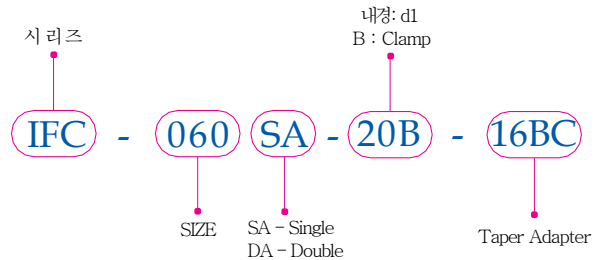 시리즈
내경: d1
B : Clamp
IFC - 060 SA - 20B - 16BC
SIZE
SA - Single
DA - Double
Taper Adapter